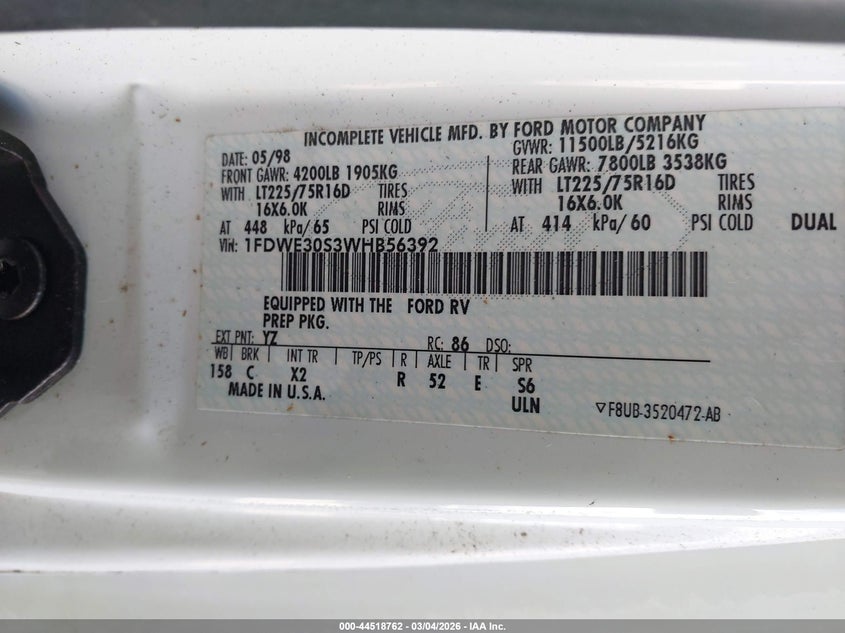 INCOMPLETE VEHICLE MFD. BY FORD MOTOR COMPANY
DATE: 05/98 GVWR: 11500LB/5216KG
FRONT GAWR: 4200LB 1905KG REAR GAWR: 7800LB 3538KG
WITH LT225/75R16D TIRES WITH LT225/75R16D TIRES
16X6.0K RIMS 16X6.0K RIMS
AT 448 kPa/65 PSI COLD AT 414 kPa/60 PSI COLD DUAL
VIN: 1FDWE30S3WHB56392
EQUIPPED WITH THE FORD RV
PREP PKG.
EXT PNT: YZ RC: 86 DSO:
WB BRK INT TR TP/PS R AXLE TR SPR
158 C X2 R 52 E S6
MADE IN U.S.A. ULN
▽F8UB-3520472-AB
000-44518762 - 03/04/2026 - IAA Inc.